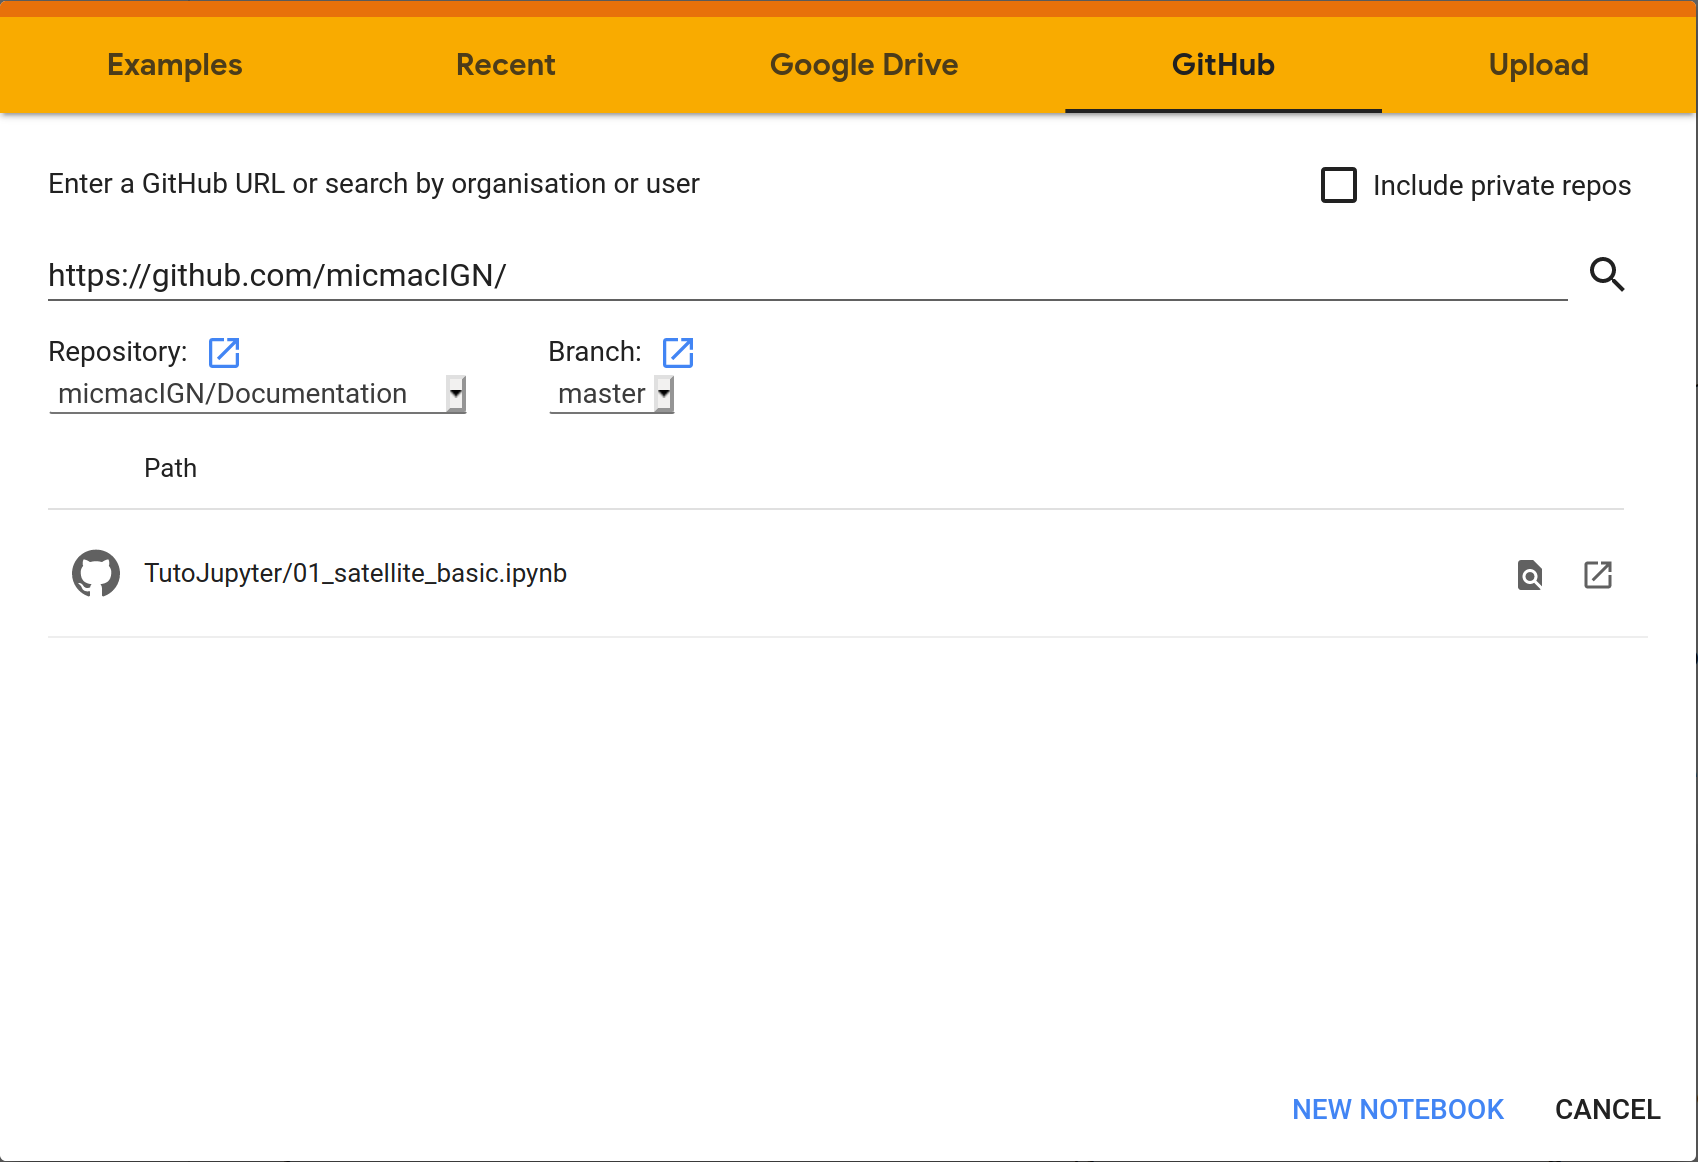 Examples Recent Google Drive GitHub Upload
Enter a GitHub URL or search by organisation or user
Include private repos
https://github.com/micmacIGN/
Repository: Branch:
micmacIGN/Documentation master
Path
TutoJupyter/01_satellite_basic.ipynb
NEW NOTEBOOK CANCEL